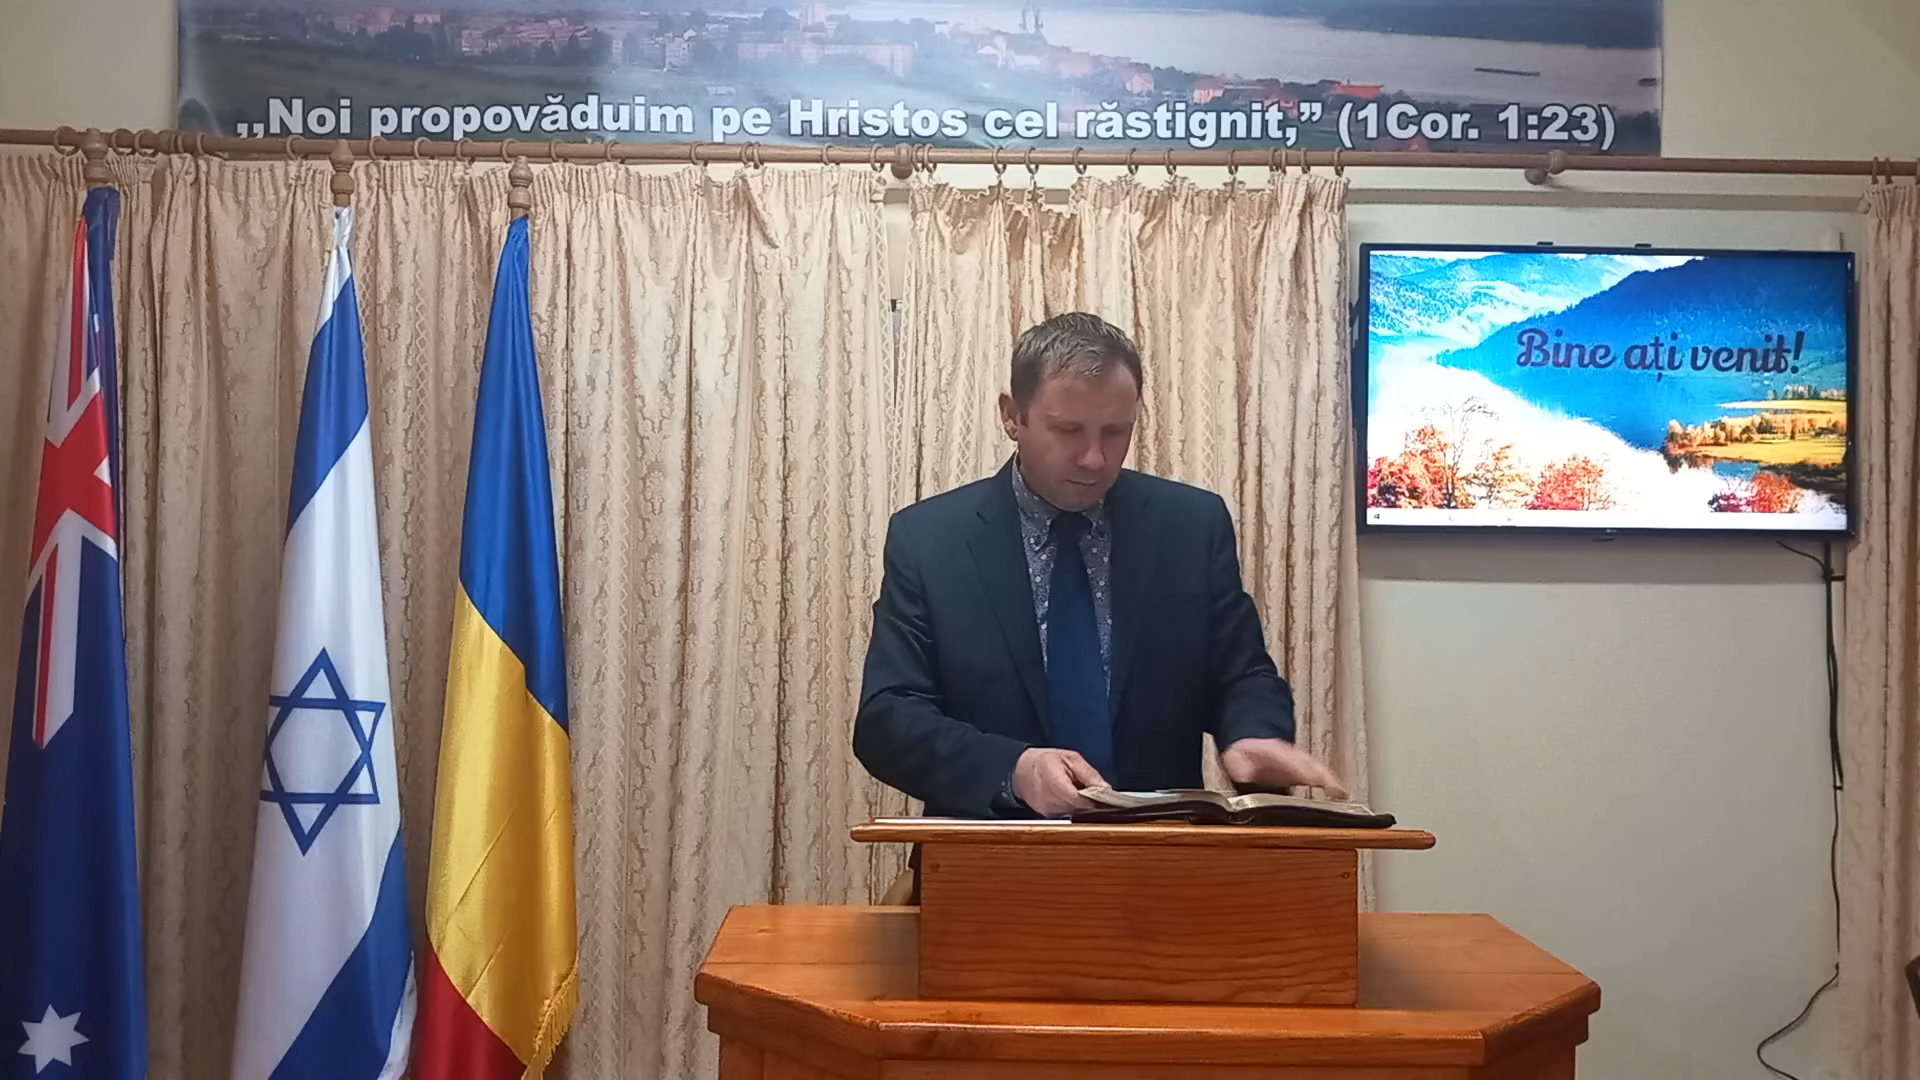 ,,Noi propovăduim pe Hristos cel răstignit,” (1Cor. 1:23)
Bine ați venit!